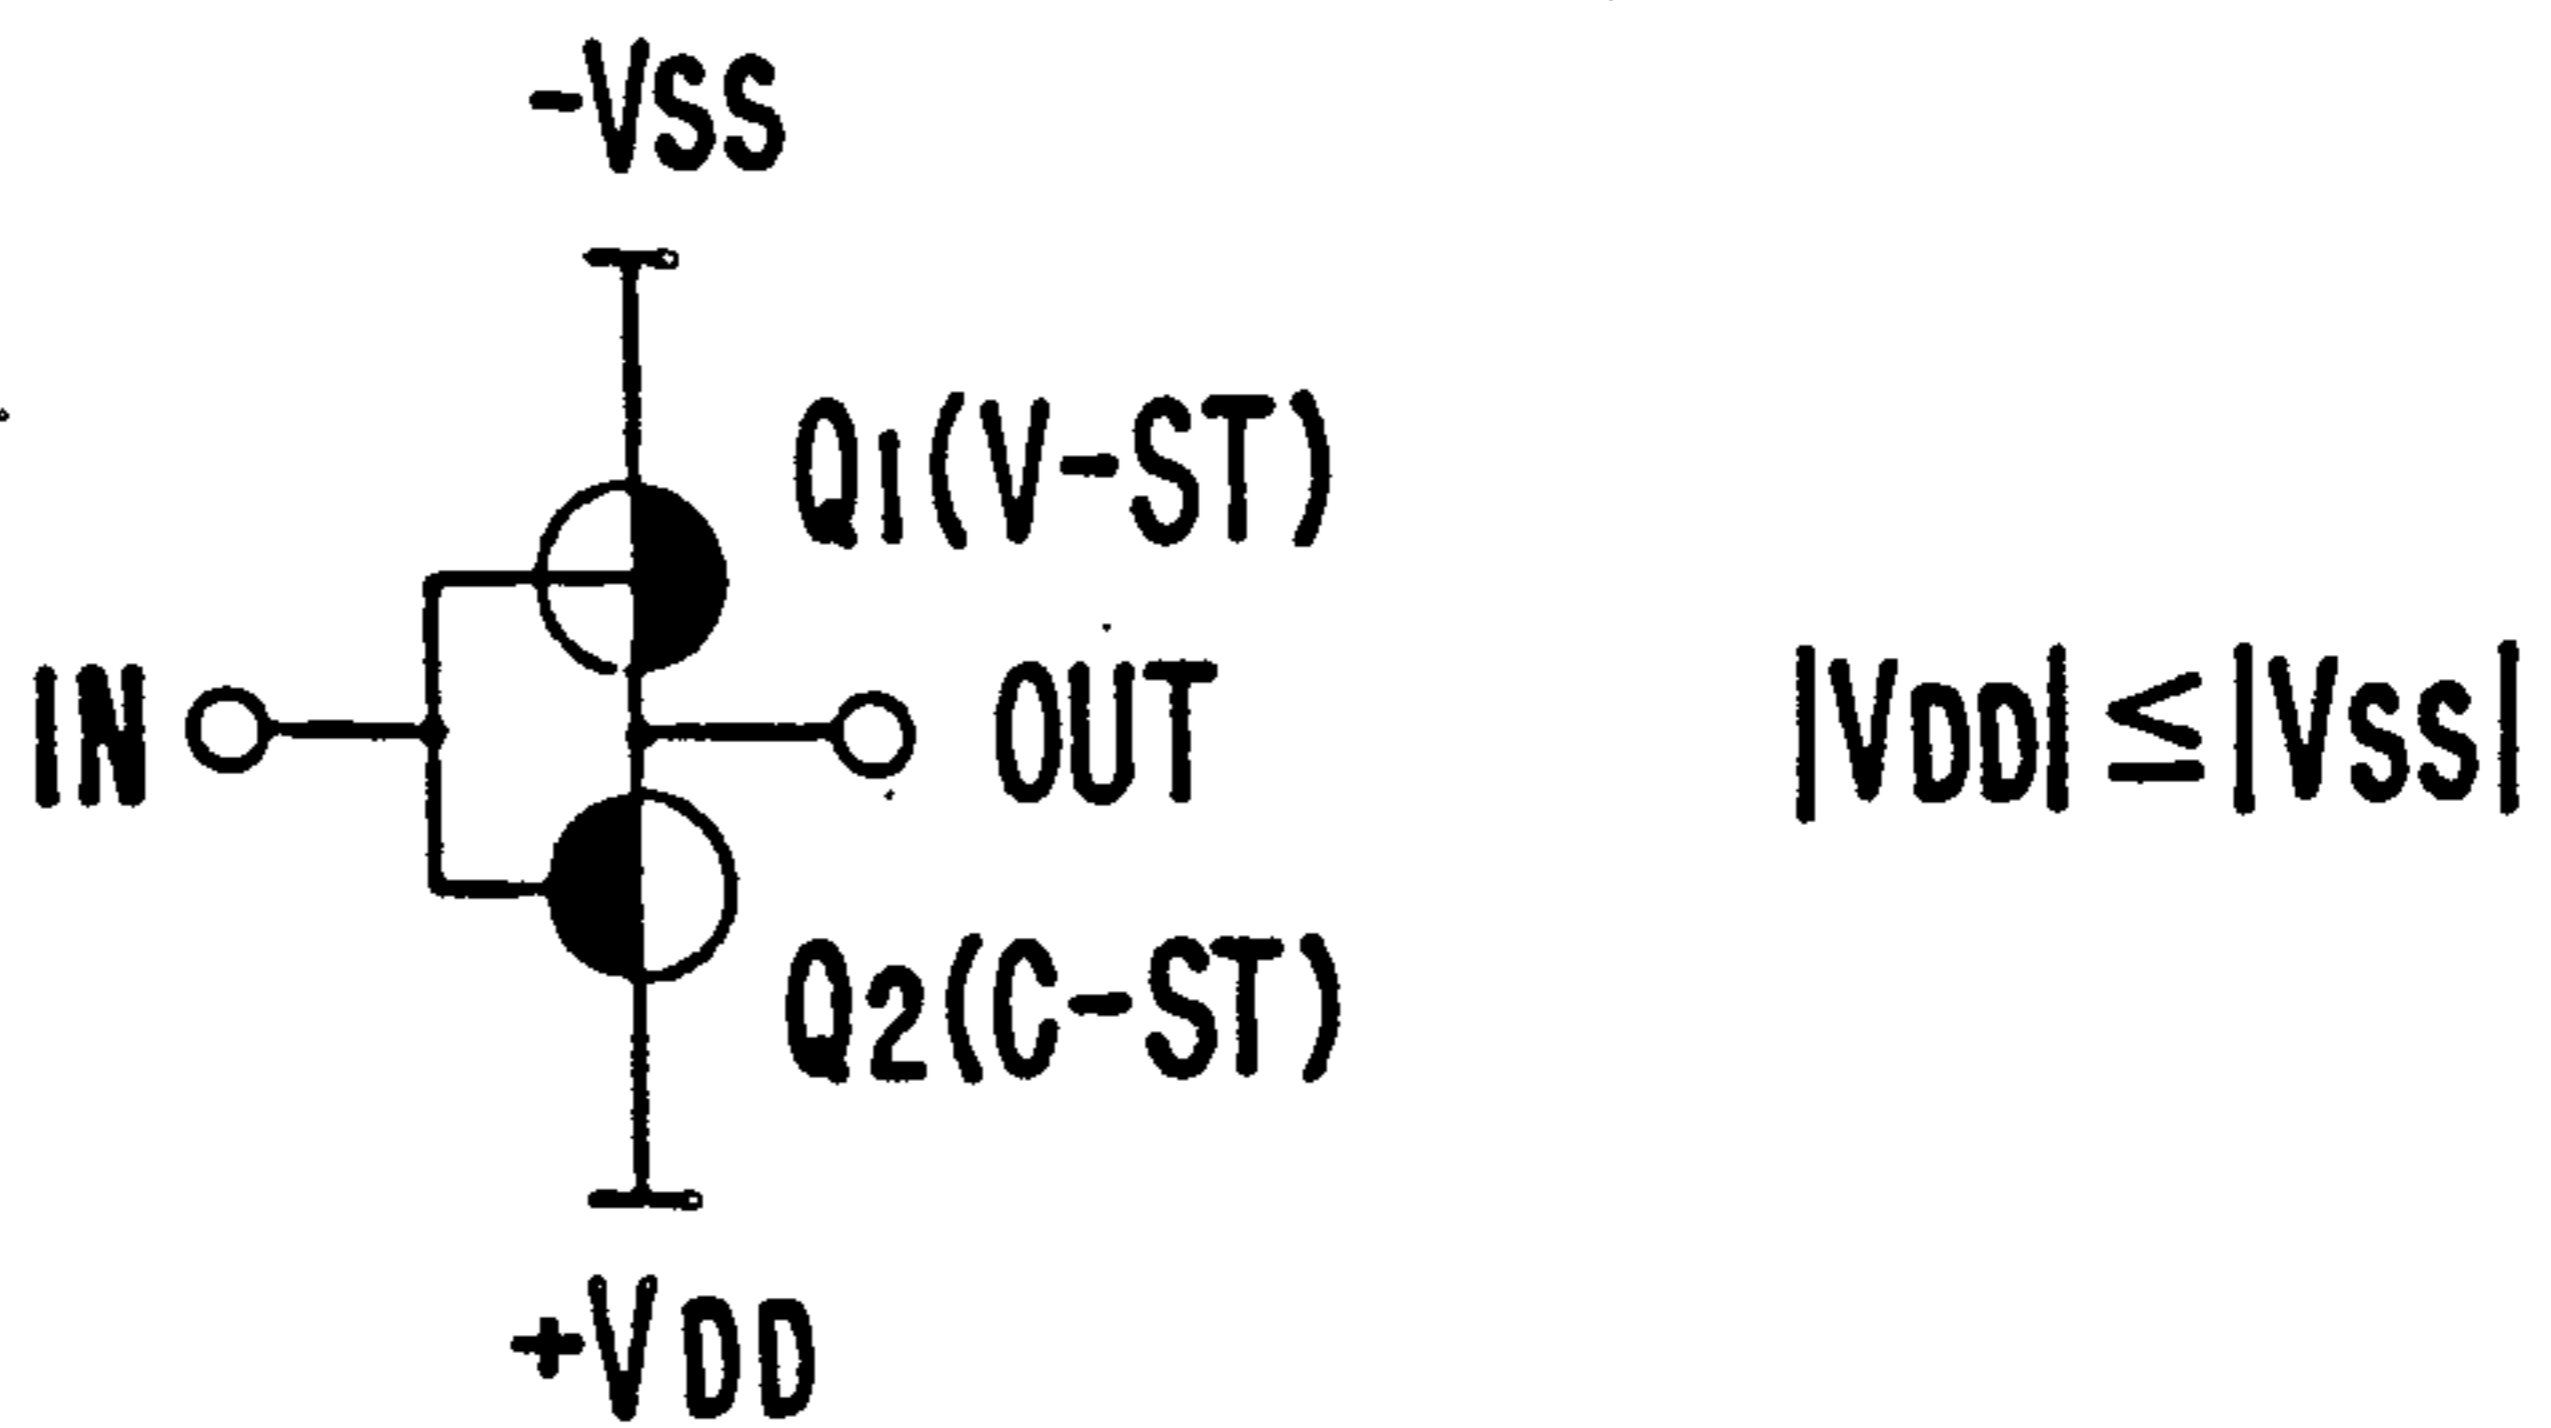 -VSS
Q1(V-ST)
IN
OUT
|VDD|≦|VSS|
Q2(C-ST)
+VDD